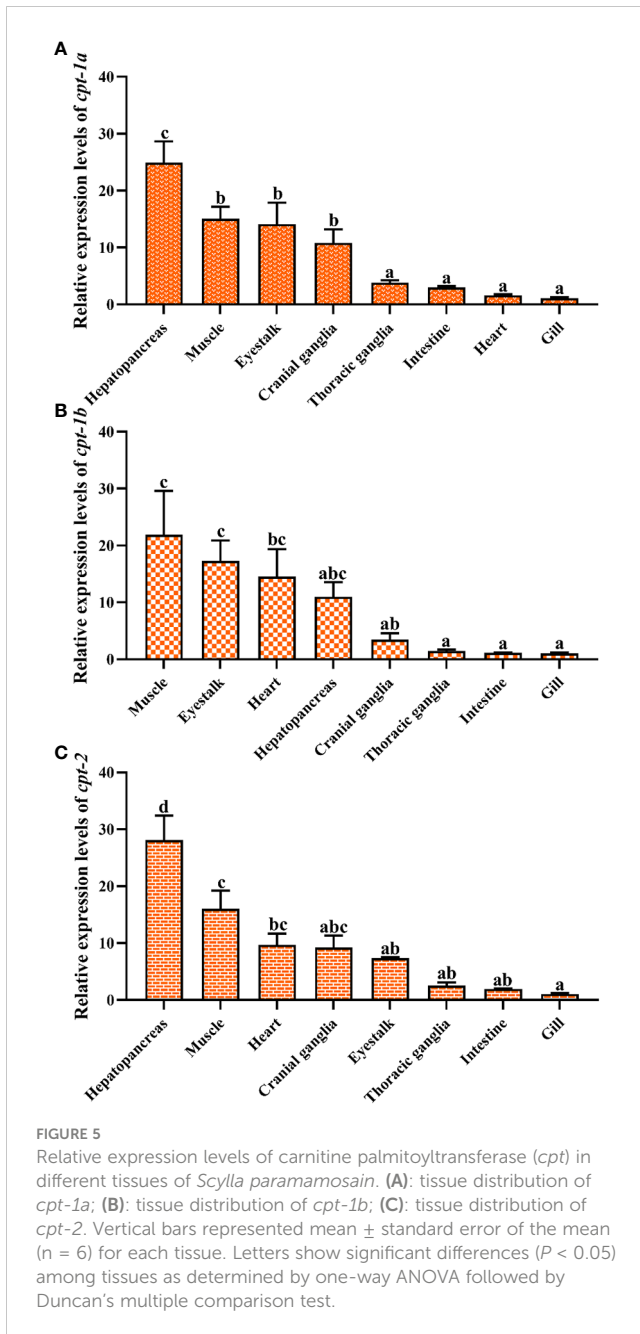 A
Relative expression levels of cpt-1a
40
30
20
10
0
c
b
b
b
a
a
a
a
Hepatopancreas
Muscle
Eyestalk
Cranial ganglia
Thoracic ganglia
Intestine
Heart
Gill
B
Relative expression levels of cpt-1b
40
30
20
10
0
c
c
bc
abc
ab
a
a
a
Muscle
Eyestalk
Heart
Hepatopancreas
Cranial ganglia
Thoracic ganglia
Intestine
Gill
C
Relative expression levels of cpt-2
40
30
20
10
0
d
c
bc
abc
ab
ab
ab
a
Hepatopancreas
Muscle
Heart
Cranial ganglia
Eyestalk
Thoracic ganglia
Intestine
Gill
FIGURE 5
Relative expression levels of carnitine palmitoyltransferase (cpt) in
different tissues of Scylla paramamosain. (A): tissue distribution of
cpt-1a; (B): tissue distribution of cpt-1b; (C): tissue distribution of
cpt-2. Vertical bars represented mean ± standard error of the mean
(n = 6) for each tissue. Letters show significant differences (P < 0.05)
among tissues as determined by one-way ANOVA followed by
Duncan's multiple comparison test.